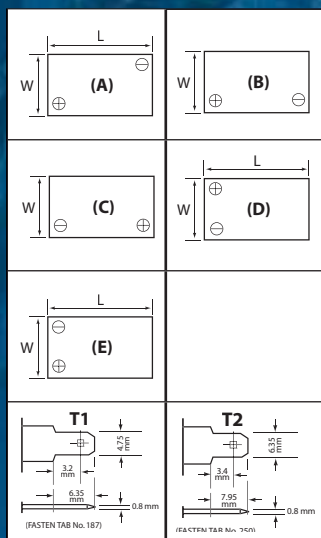 L
W
(A)
⊖
⊕
W
(B)
⊕
⊖
W
(C)
⊖
⊕
L
W
(D)
⊕
⊖
L
W
(E)
⊖
⊕
T1
4.75
mm
3.2
mm
6.35
mm
0.8 mm
(FASTEN TAB No. 187)
T2
6.35
mm
3.4
mm
7.95
mm
0.8 mm
(FASTEN TAB No. 250)